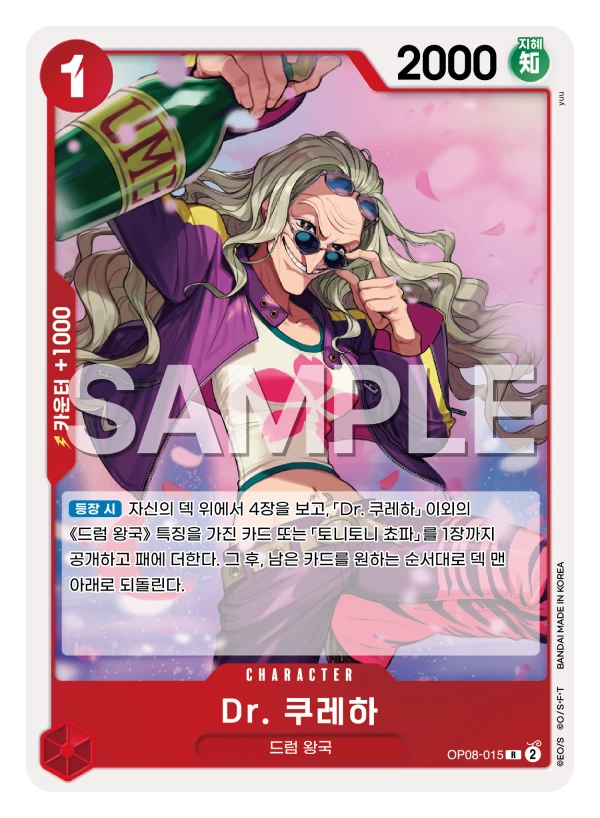 1
2000
지혜
知
yuu
UME
카운터 +1000
SAMPLE
등장 시 자신의 덱 위에서 4장을 보고, 「Dr. 쿠레하」 이외의
《드럼 왕국》 특징을 가진 카드 또는 「토니토니 쵸파」를 1장까지
공개하고 패에 더한다. 그 후, 남은 카드를 원하는 순서대로 덱 맨
아래로 되돌린다.
CHARACTER
Dr. 쿠레하
드럼 왕국
OP08-015 R 2
©EO/S ©O/S·F·T BANDAI MADE IN KOREA